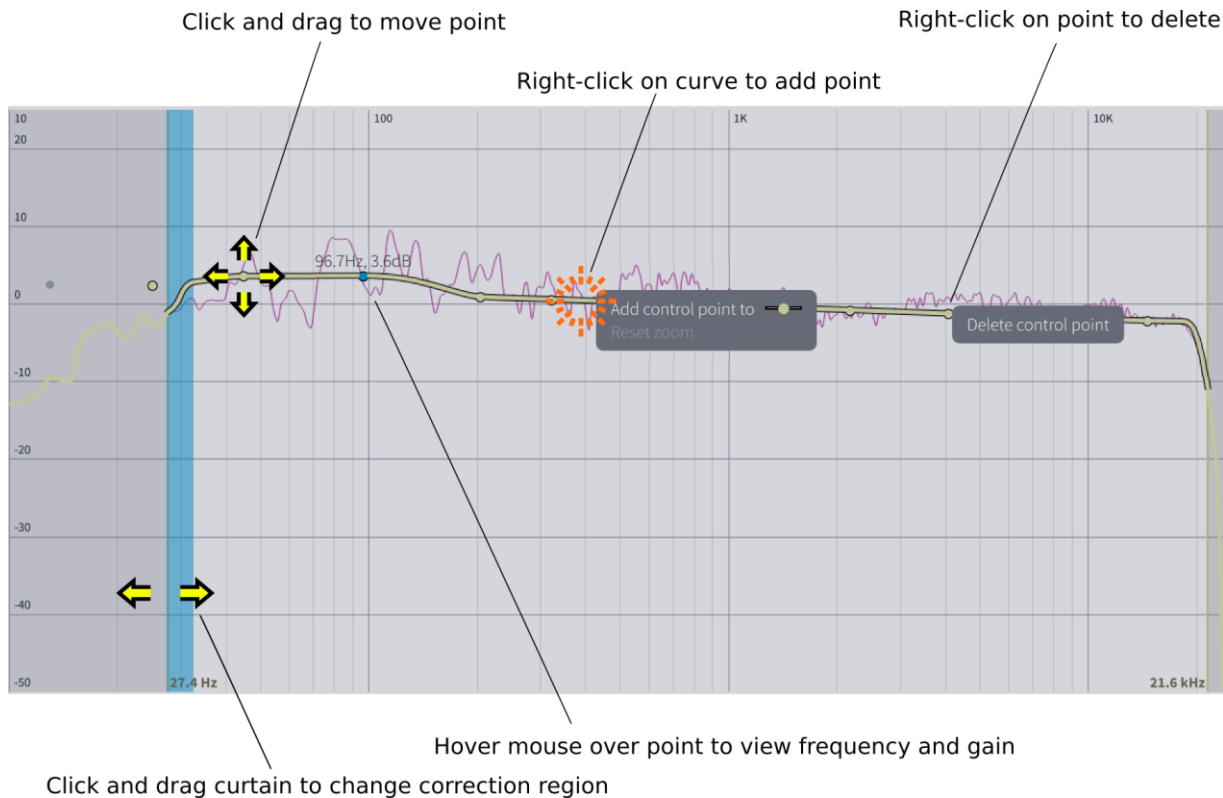 Click and drag to move point
Right-click on point to delete
Right-click on curve to add point
10
100
1K
10K
20
10
96.7Hz, 3.6dB
0
Add control point to
Reset zoom
Delete control point
-10
-20
-30
-40
-50
27.4 Hz
21.6 kHz
Hover mouse over point to view frequency and gain
Click and drag curtain to change correction region